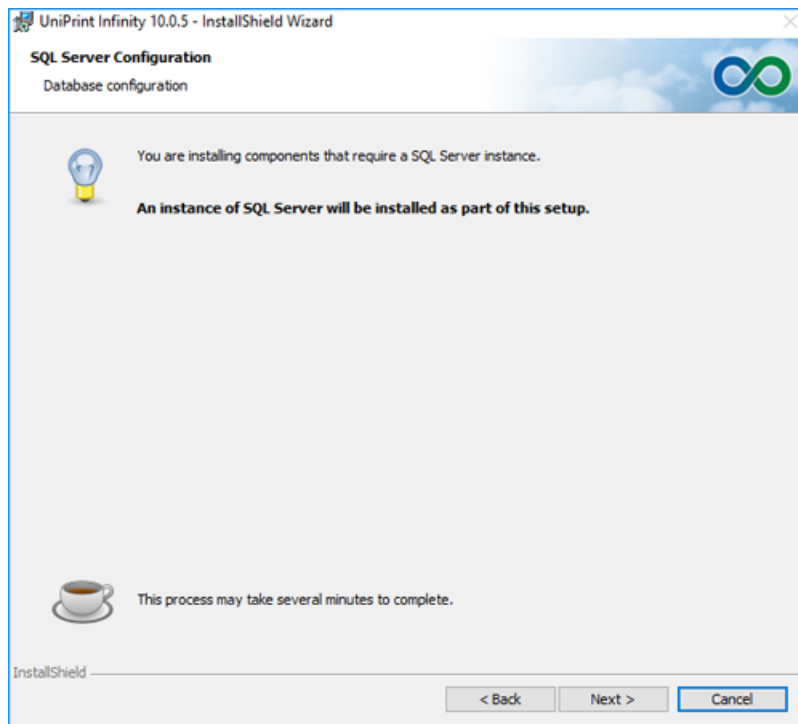 UniPrint Infinity 10.0.5 - InstallShield Wizard
SQL Server Configuration
Database configuration
You are installing components that require a SQL Server instance.
An instance of SQL Server will be installed as part of this setup.
This process may take several minutes to complete.
InstallShield
< Back Next > Cancel